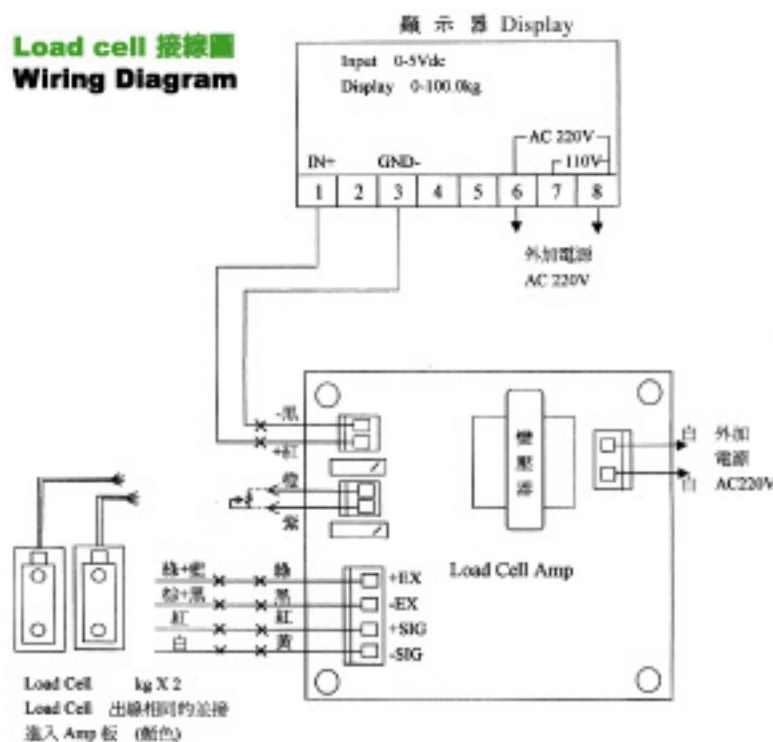 Load cell 接線圖
Wiring Diagram
顯 示 器 Display
Input 0-5Vdc
Display 0-100.0kg
AC 220V
110V
IN+ GND-
1 2 3 4 5 6 7 8
外加電源
AC 220V
-黑
+紅
橙
紫
變壓器
白 外加
電源
白 AC220V
Load Cell Amp
綠+藍 綠 +EX
棕+黑 黑 -EX
紅 紅 +SIG
白 黃 -SIG
Load Cell kg X 2
Load Cell 出線相同的並接
進入 Amp 板